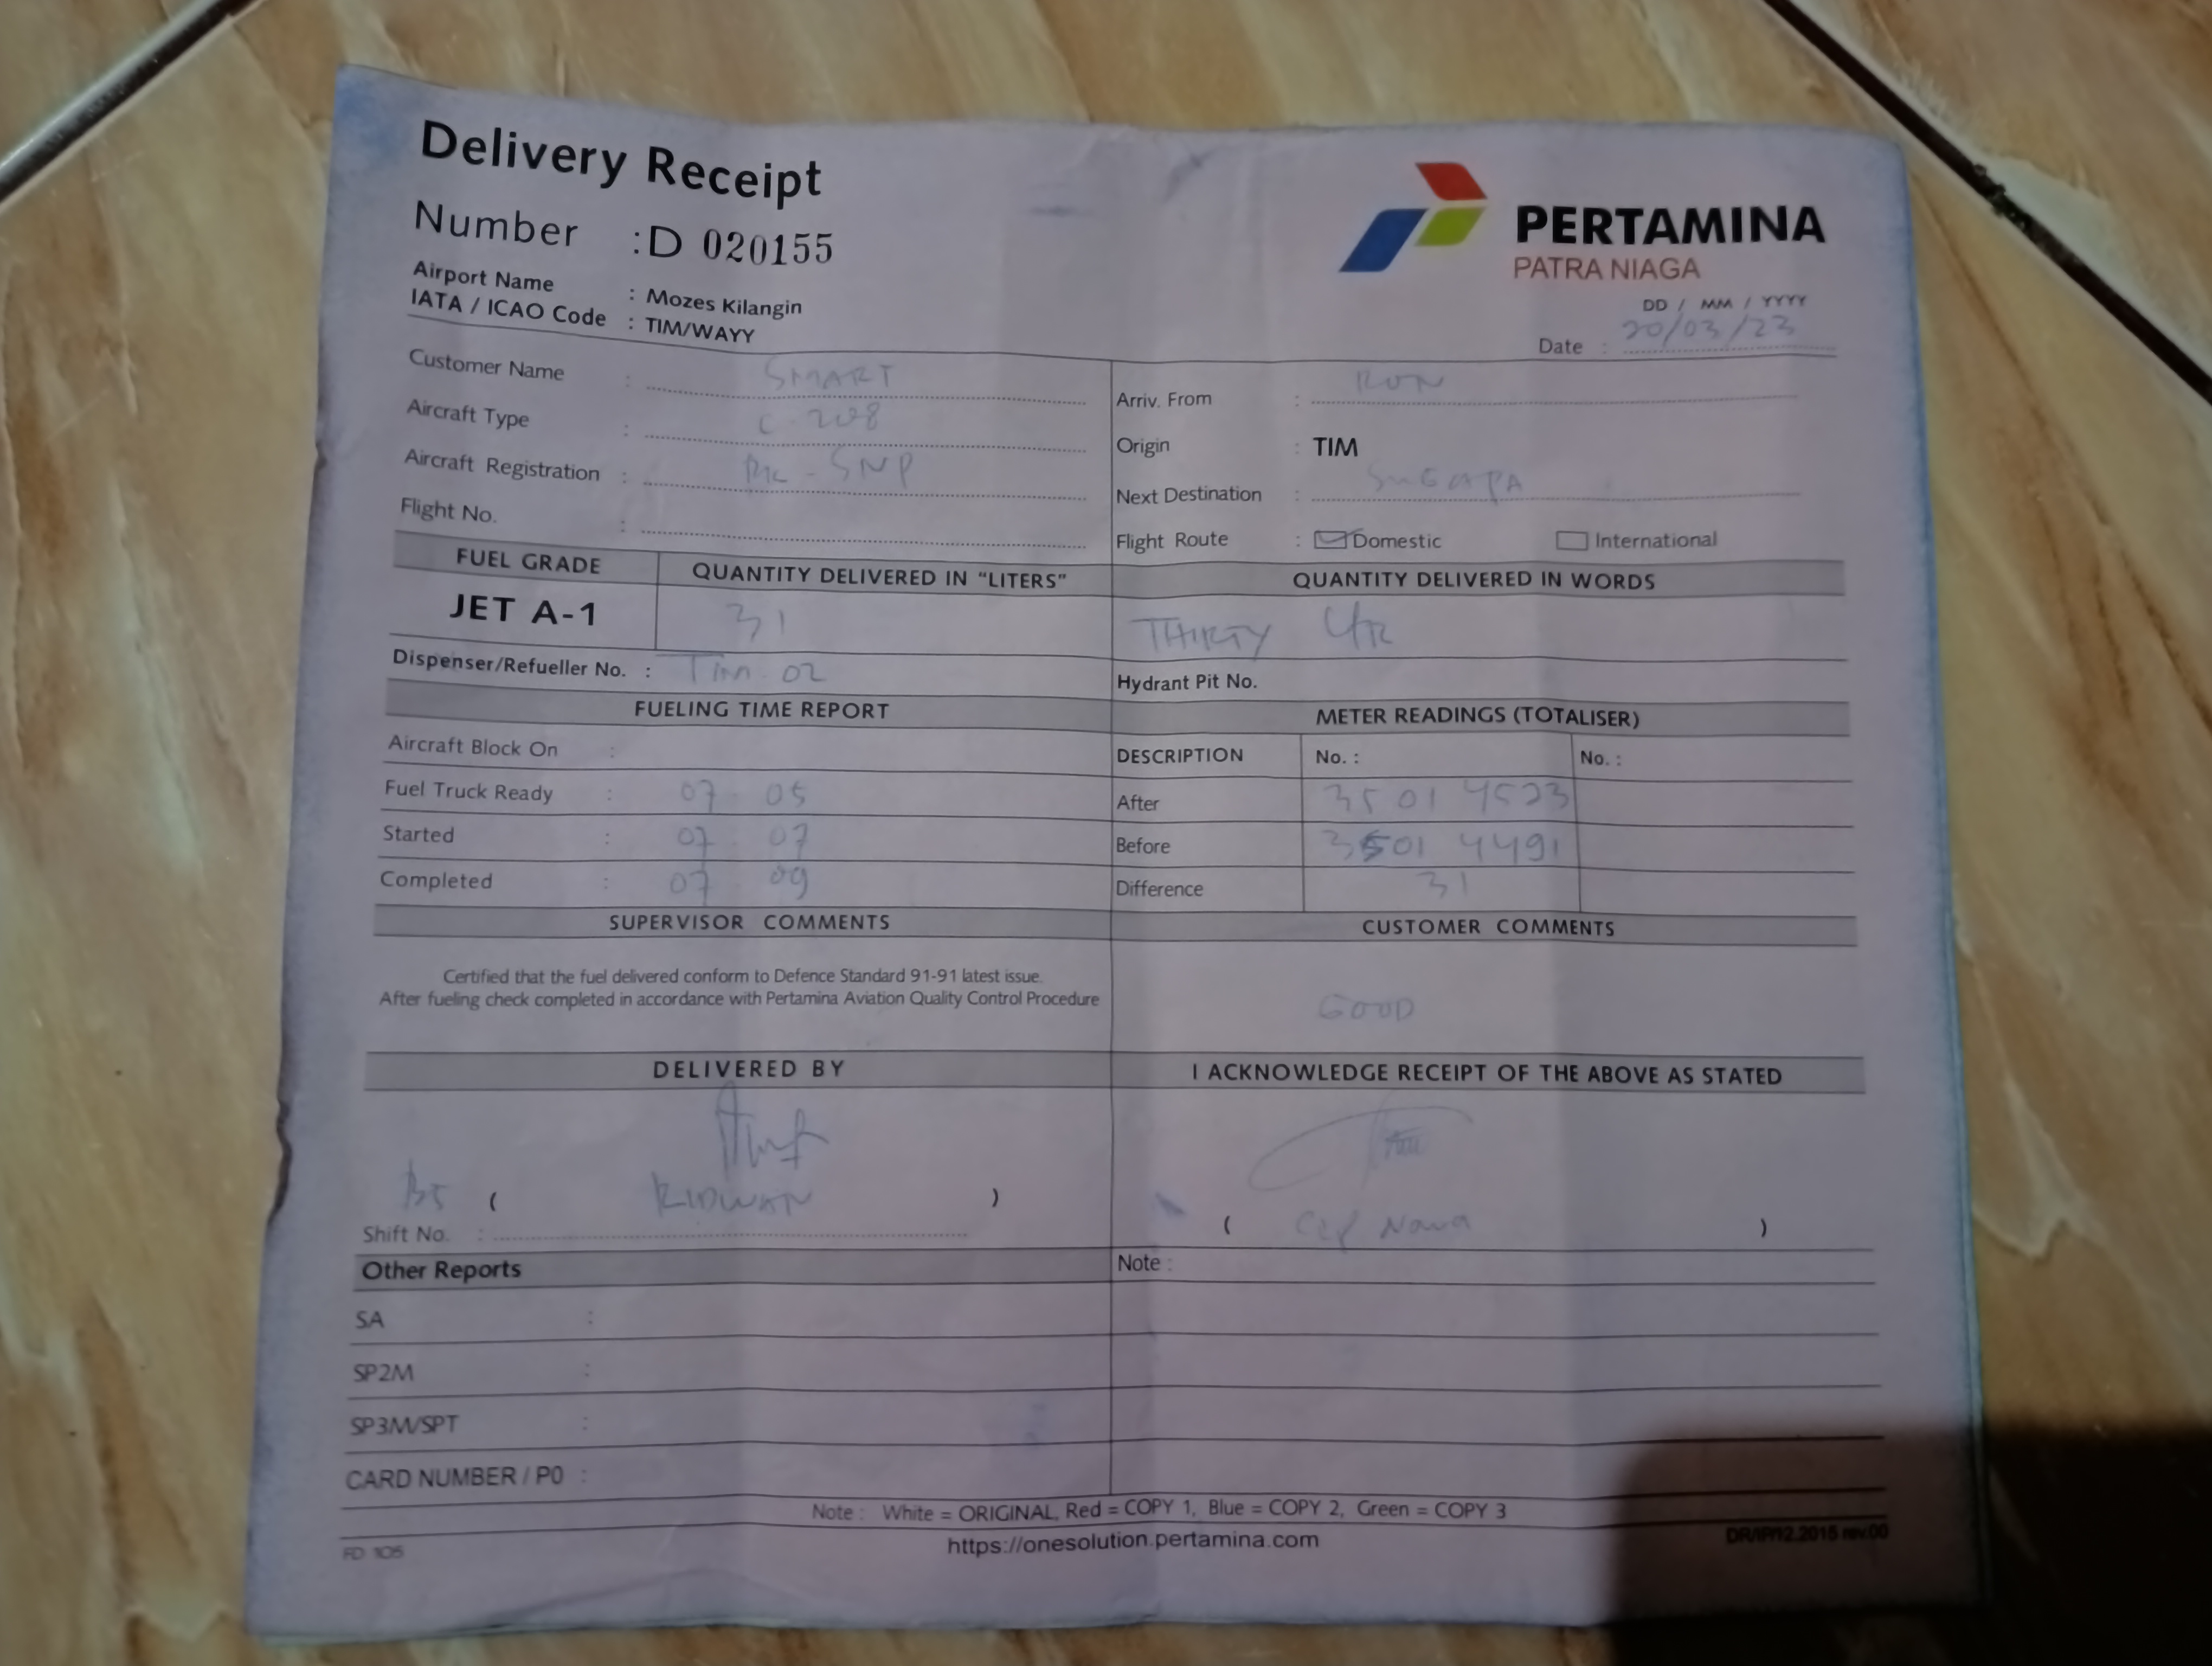 Delivery Receipt
Number : D 020155
PERTAMINA
PATRA NIAGA
Airport Name : Mozes Kilangin
IATA / ICAO Code : TIM/WAYY
DD / MM / YYYY
Date : 20/03/23
Customer Name : SMART
Aircraft Type : C-208
Aircraft Registration : PK-SNP
Flight No. :
Arriv. From : RON
Origin : TIM
Next Destination : SUGAPA
Flight Route : Domestic International
FUEL GRADE QUANTITY DELIVERED IN "LITERS" QUANTITY DELIVERED IN WORDS
JET A-1 31 THIRTY
Dispenser/Refueller No. : TIM-02 Hydrant Pit No.
FUELING TIME REPORT
Aircraft Block On :
Fuel Truck Ready : 07 - 05
Started : 07 07
Completed : 07 - 09
METER READINGS (TOTALISER)
DESCRIPTION No. : No. :
After 3501 4523
Before 3501 4491
Difference 31
SUPERVISOR COMMENTS
Certified that the fuel delivered conform to Defence Standard 91-91 latest issue.
After fueling check completed in accordance with Pertamina Aviation Quality Control Procedure
CUSTOMER COMMENTS
GOOD
DELIVERED BY
( RIDWAN )
Shift No. :
I ACKNOWLEDGE RECEIPT OF THE ABOVE AS STATED
( Cep Nana )
Other Reports
SA :
SP2M :
SP3M/SPT :
CARD NUMBER / PO :
Note :
Note : White = ORIGINAL, Red = COPY 1, Blue = COPY 2, Green = COPY 3
https://onesolution.pertamina.com
FD 105